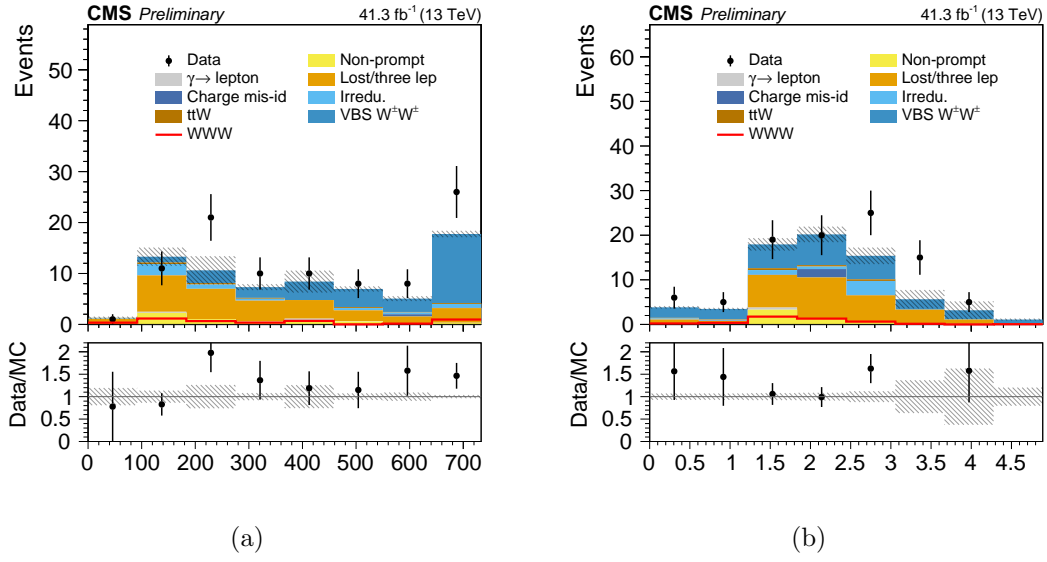 CMS Preliminary 41.3 fb⁻¹ (13 TeV)
Events
50
40
30
20
10
0
Data
γ→ lepton
Charge mis-id
ttW
WWW
Non-prompt
Lost/three lep
Irredu.
VBS W±W±
Data/MC
2
1.5
1
0.5
0
0 100 200 300 400 500 600 700
(a)
CMS Preliminary 41.3 fb⁻¹ (13 TeV)
Events
60
50
40
30
20
10
0
Data
γ→ lepton
Charge mis-id
ttW
WWW
Non-prompt
Lost/three lep
Irredu.
VBS W±W±
Data/MC
2
1.5
1
0.5
0
0 0.5 1 1.5 2 2.5 3 3.5 4 4.5
(b)